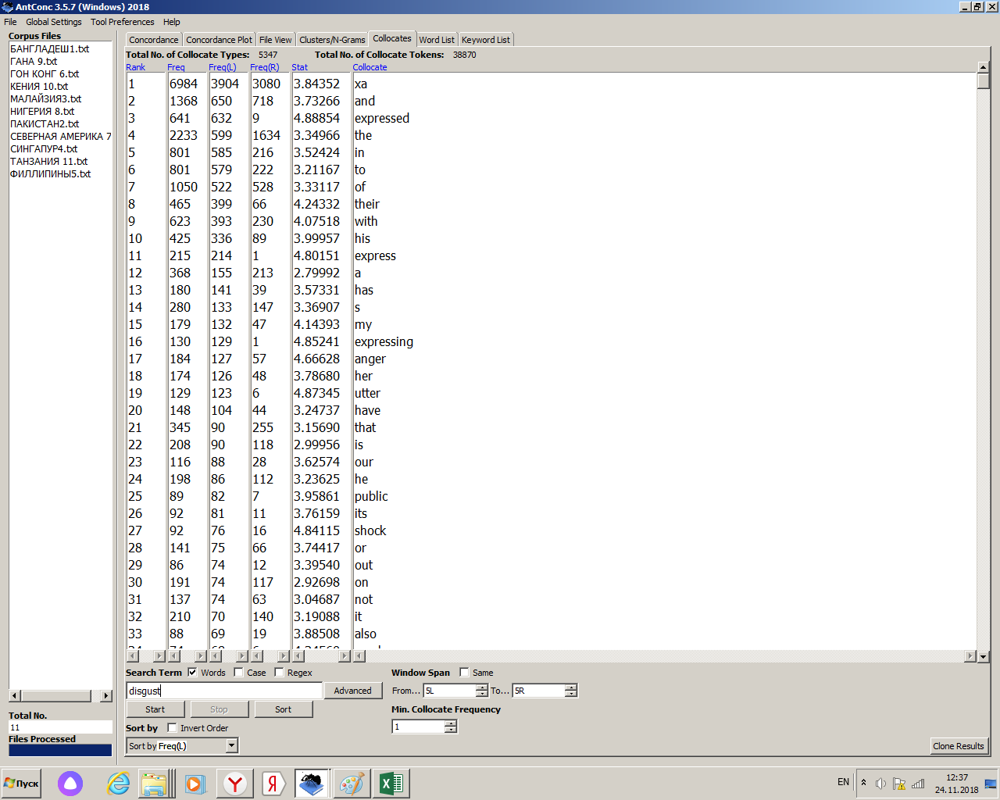 AntConc 3.5.7 (Windows) 2018
File Global Settings Tool Preferences Help
Corpus Files
БАНГЛАДЕШ1.txt
ГАНА 9.txt
ГОН КОНГ 6.txt
КЕНИЯ 10.txt
МАЛАЙЗИЯ3.txt
НИГЕРИЯ 8.txt
ПАКИСТАН2.txt
СЕВЕРНАЯ АМЕРИКА 7
СИНГАПУР4.txt
ТАНЗАНИЯ 11.txt
ФИЛЛИПИНЫ5.txt
Total No.
11
Files Processed
Concordance Concordance Plot File View Clusters/N-Grams Collocates Word List Keyword List
Total No. of Collocate Types: 5347 Total No. of Collocate Tokens: 38870
Rank Freq Freq(L) Freq(R) Stat Collocate
1 6984 3904 3080 3.84352 xa
2 1368 650 718 3.73266 and
3 641 632 9 4.88854 expressed
4 2233 599 1634 3.34966 the
5 801 585 216 3.52424 in
6 801 579 222 3.21167 to
7 1050 522 528 3.33117 of
8 465 399 66 4.24332 their
9 623 393 230 4.07518 with
10 425 336 89 3.99957 his
11 215 214 1 4.80151 express
12 368 155 213 2.79992 a
13 180 141 39 3.57331 has
14 280 133 147 3.36907 s
15 179 132 47 4.14393 my
16 130 129 1 4.85241 expressing
17 184 127 57 4.66628 anger
18 174 126 48 3.78680 her
19 129 123 6 4.87345 utter
20 148 104 44 3.24737 have
21 345 90 255 3.15690 that
22 208 90 118 2.99956 is
23 116 88 28 3.62574 our
24 198 86 112 3.23625 he
25 89 82 7 3.95861 public
26 92 81 11 3.76159 its
27 92 76 16 4.84115 shock
28 141 75 66 3.74417 or
29 86 74 12 3.39540 out
30 191 74 117 2.92698 on
31 137 74 63 3.04687 not
32 210 70 140 3.19088 it
33 88 69 19 3.88508 also
Search Term Words Case Regex
disgust Advanced
Start Stop Sort
Sort by Invert Order
Sort by Freq(L)
Window Span Same
From... 5L To... 5R
Min. Collocate Frequency
1
Clone Results
Пуск
Y
Я
EN
12:37
24.11.2018